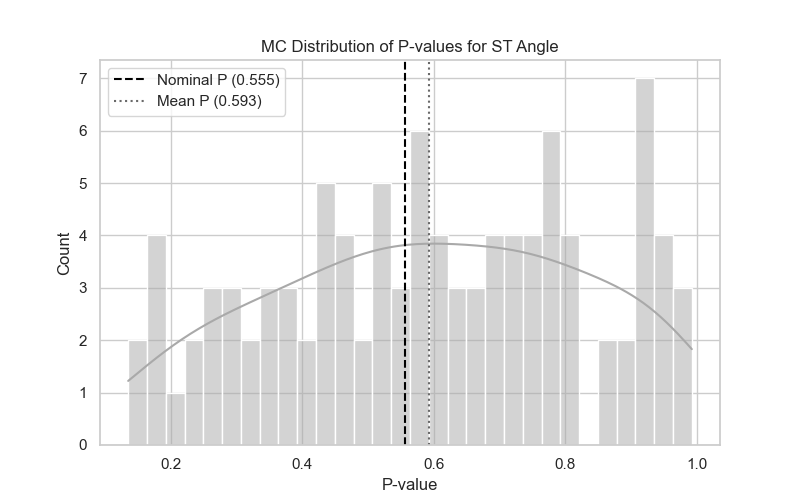 MC Distribution of P-values for ST Angle
Nominal P (0.555)
Mean P (0.593)
Count
7
6
5
4
3
2
1
0
0.2 0.4 0.6 0.8 1.0
P-value